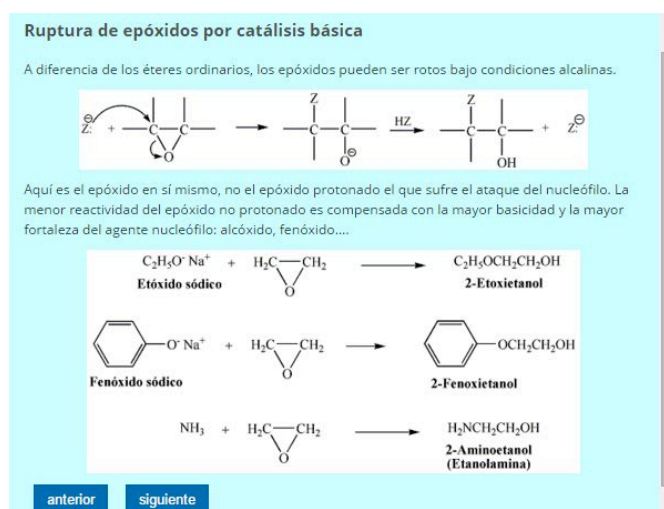 Ruptura de epóxidos por catálisis básica
A diferencia de los éteres ordinarios, los epóxidos pueden ser rotos bajo condiciones alcalinas.
Z:⊖ + C C O → Z C C O⊖ HZ → Z C C OH + Z:⊖
Aquí es el epóxido en sí mismo, no el epóxido protonado el que sufre el ataque del nucleófilo. La
menor reactividad del epóxido no protonado es compensada con la mayor basicidad y la mayor
fortaleza del agente nucleófilo: alcóxido, fenóxido....
C₂H₅O⁻ Na⁺ + H₂C CH₂ O → C₂H₅OCH₂CH₂OH
Etóxido sódico 2-Etoxietanol
O⁻ Na⁺ + H₂C CH₂ O → OCH₂CH₂OH
Fenóxido sódico 2-Fenoxietanol
NH₃ + H₂C CH₂ O → H₂NCH₂CH₂OH
2-Aminoetanol
(Etanolamina)
anterior siguiente